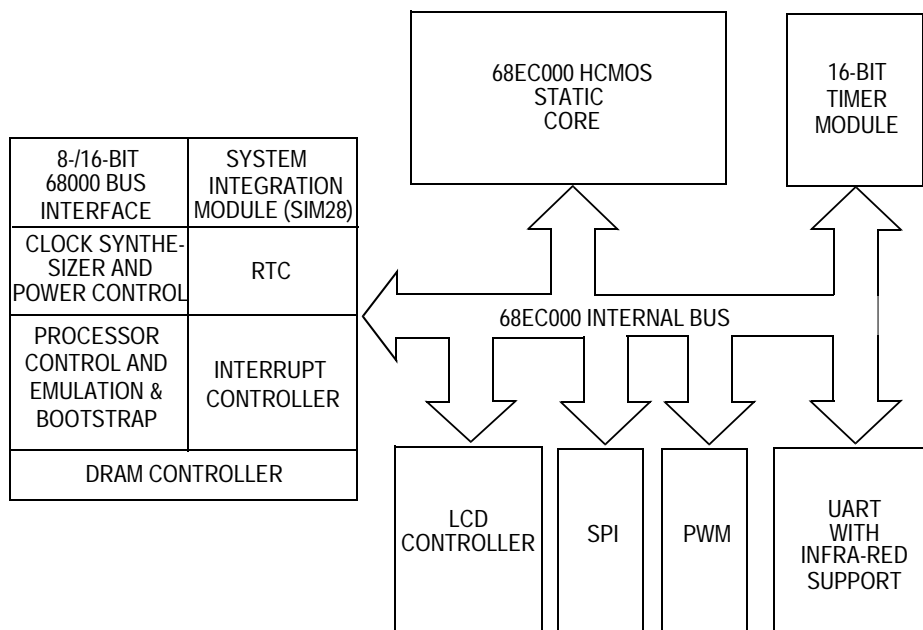 68EC000 HCMOS
STATIC
CORE
16-BIT
TIMER
MODULE
8-/16-BIT
68000 BUS
INTERFACE
SYSTEM
INTEGRATION
MODULE (SIM28)
CLOCK SYNTHE-
SIZER AND
POWER CONTROL
RTC
68EC000 INTERNAL BUS
PROCESSOR
CONTROL AND
EMULATION &
BOOTSTRAP
INTERRUPT
CONTROLLER
DRAM CONTROLLER
LCD
CONTROLLER
SPI
PWM
UART
WITH
INFRA-RED
SUPPORT